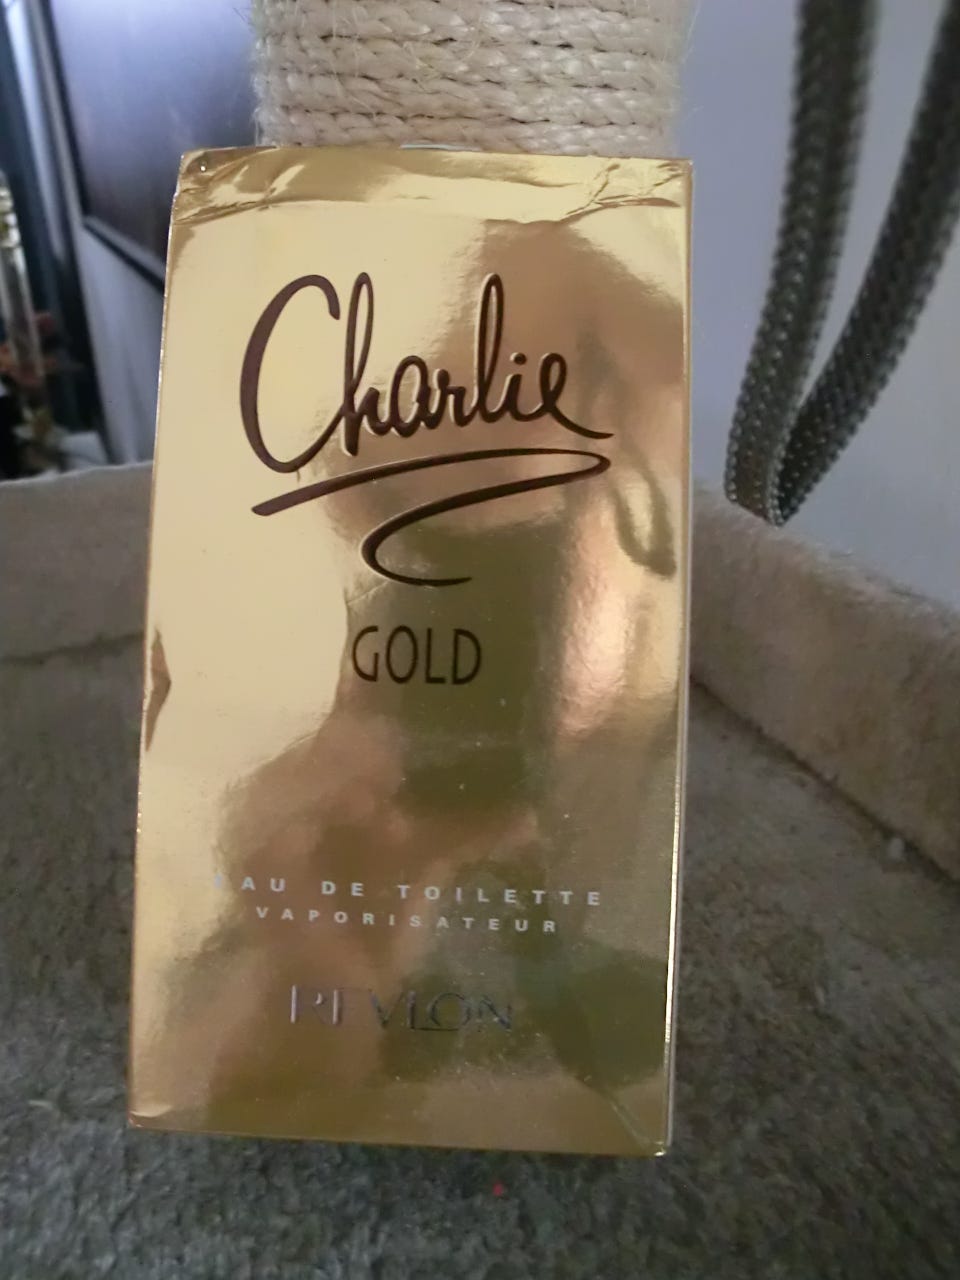 Charlie
GOLD
EAU DE TOILETTE
VAPORISATEUR
REVLON